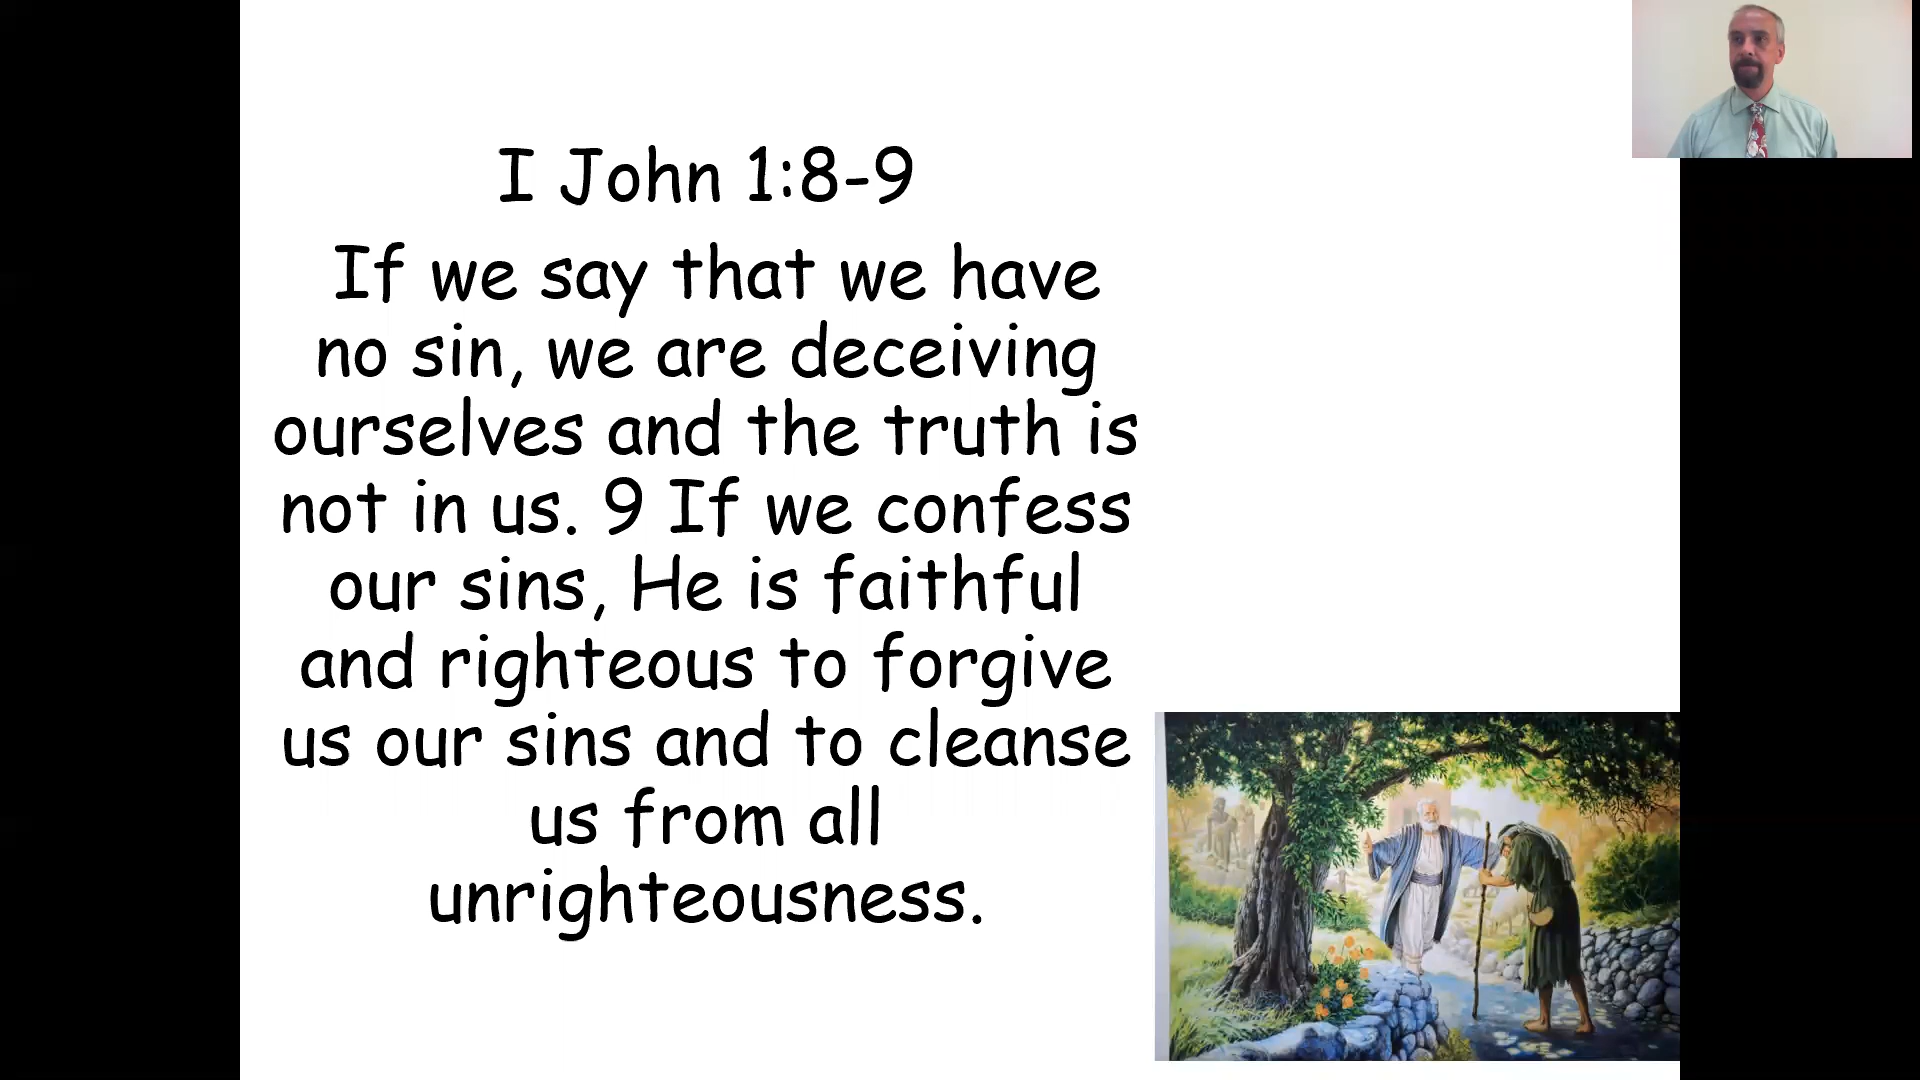 I John 1:8-9
If we say that we have
no sin, we are deceiving
ourselves and the truth is
not in us. 9 If we confess
our sins, He is faithful
and righteous to forgive
us our sins and to cleanse
us from all
unrighteousness.